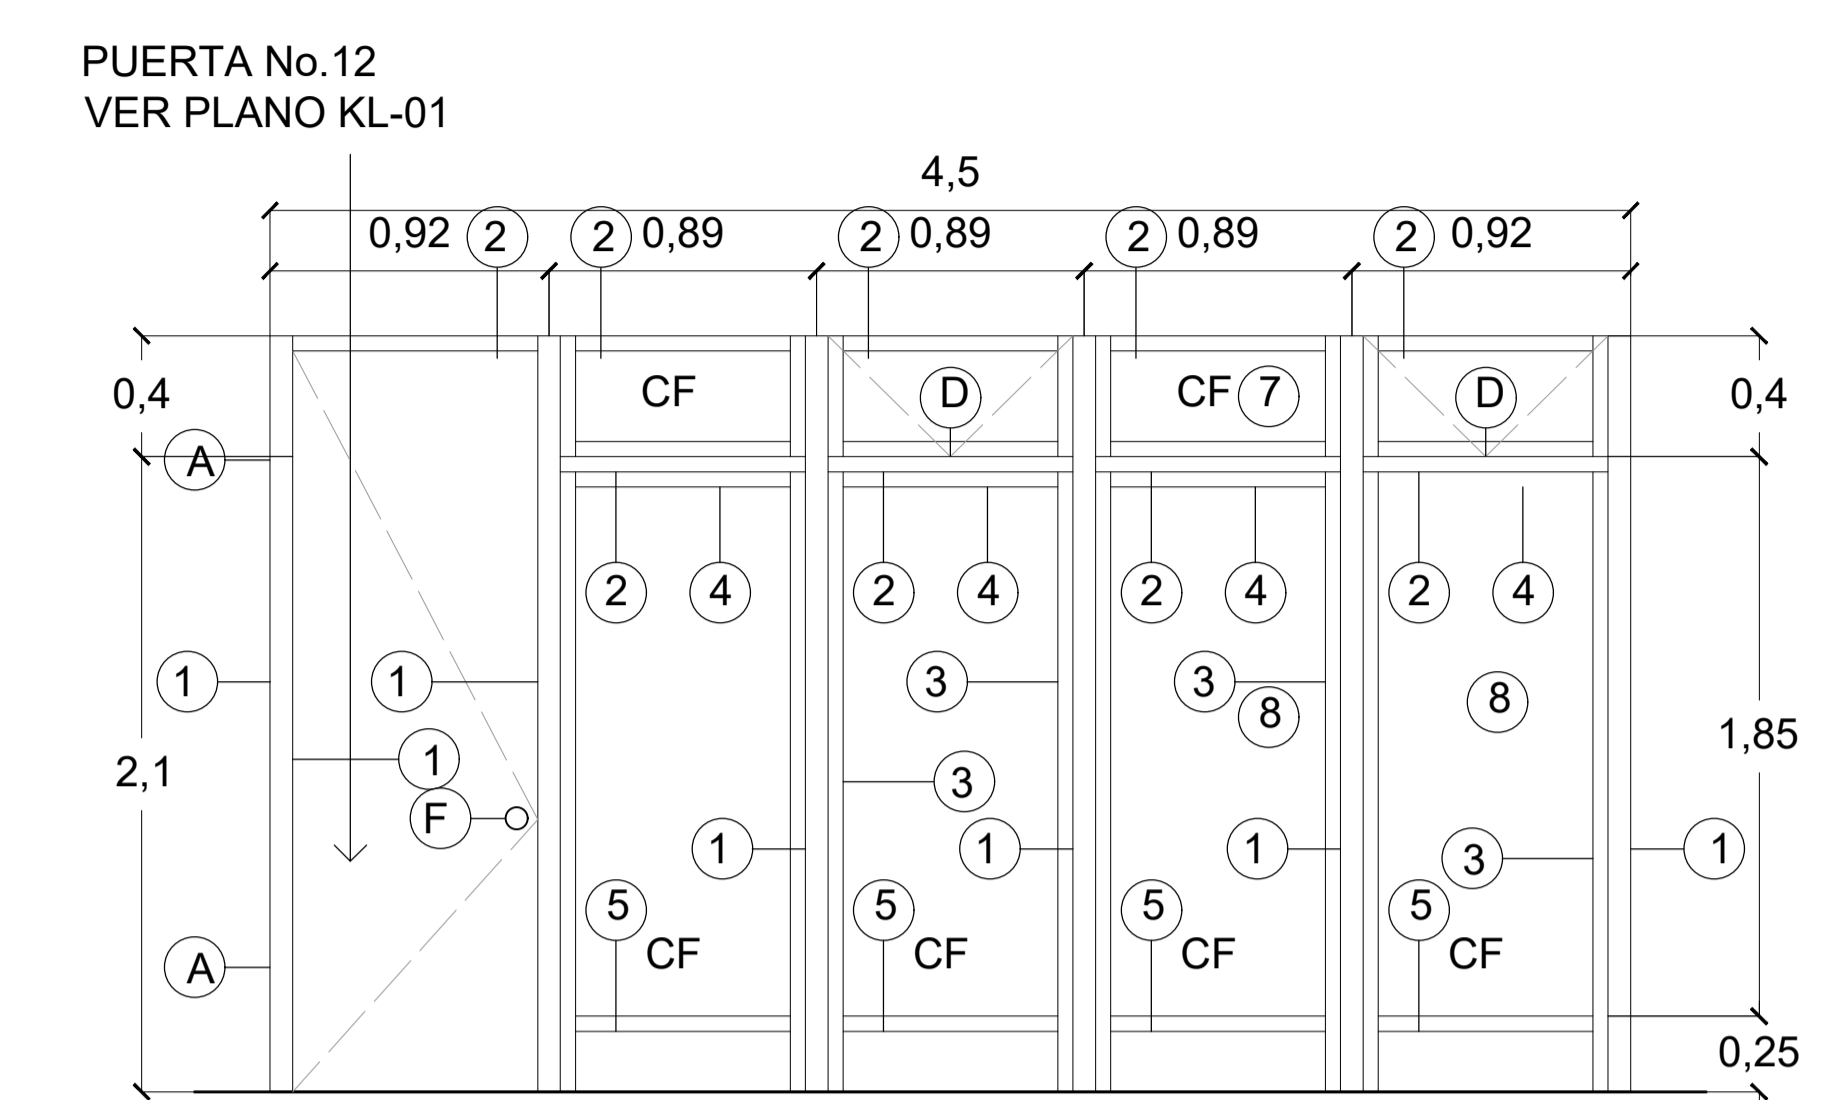 PUERTA No.12
VER PLANO KL-01
4,5
0,92 2 2 0,89 2 0,89 2 0,89 2 0,92
0,4 CF D CF 7 D 0,4
A
2 4 2 4 2 4 2 4
1 1 3 3 8 8
1 3 1,85
2,1
F 1 1 1 3 1
5 5 5 5
A CF CF CF CF
0,25